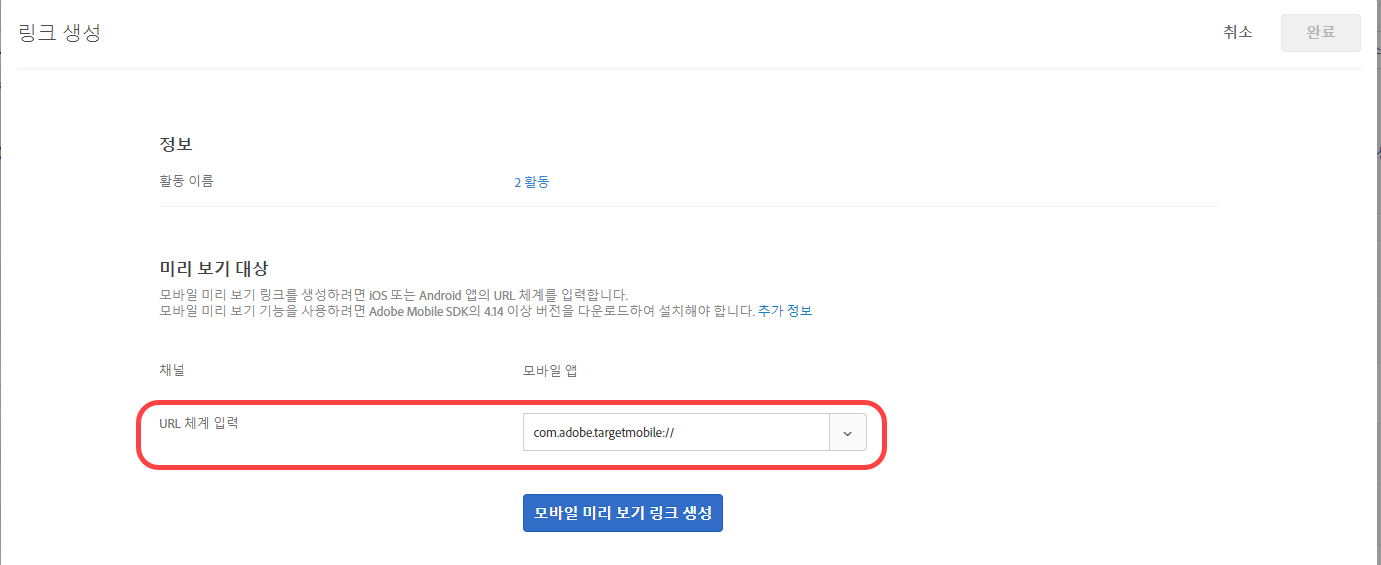 링크 생성
취소
완료
정보
활동 이름
2 활동
미리 보기 대상
모바일 미리 보기 링크를 생성하려면 iOS 또는 Android 앱의 URL 체계를 입력합니다.
모바일 미리 보기 기능을 사용하려면 Adobe Mobile SDK의 4.14 이상 버전을 다운로드하여 설치해야 합니다. 추가 정보
채널
모바일 앱
URL 체계 입력
com.adobe.targetmobile://
모바일 미리 보기 링크 생성